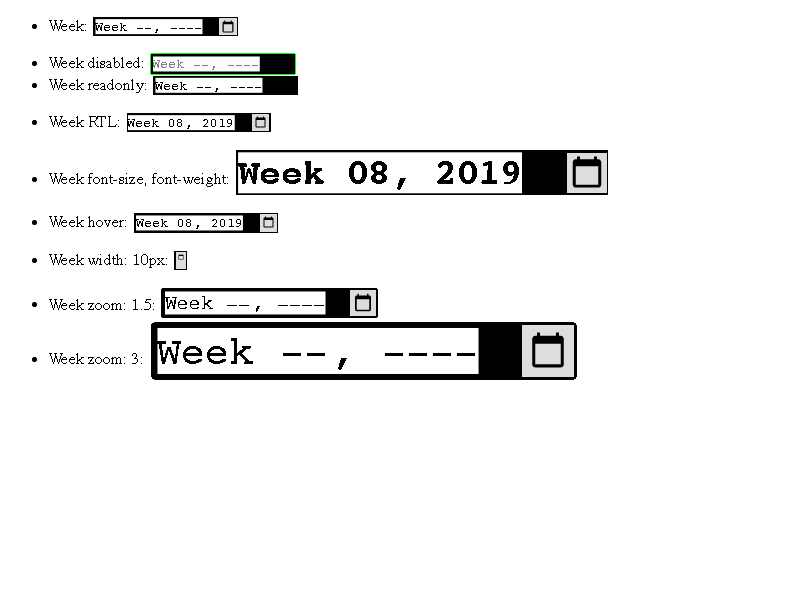 Week: Week --, ----
Week disabled: Week --, ----
Week readonly: Week --, ----
Week RTL: Week 08, 2019
Week font-size, font-weight: Week 08, 2019
Week hover: Week 08, 2019
Week width: 10px:
Week zoom: 1.5: Week --, ----
Week zoom: 3: Week --, ----